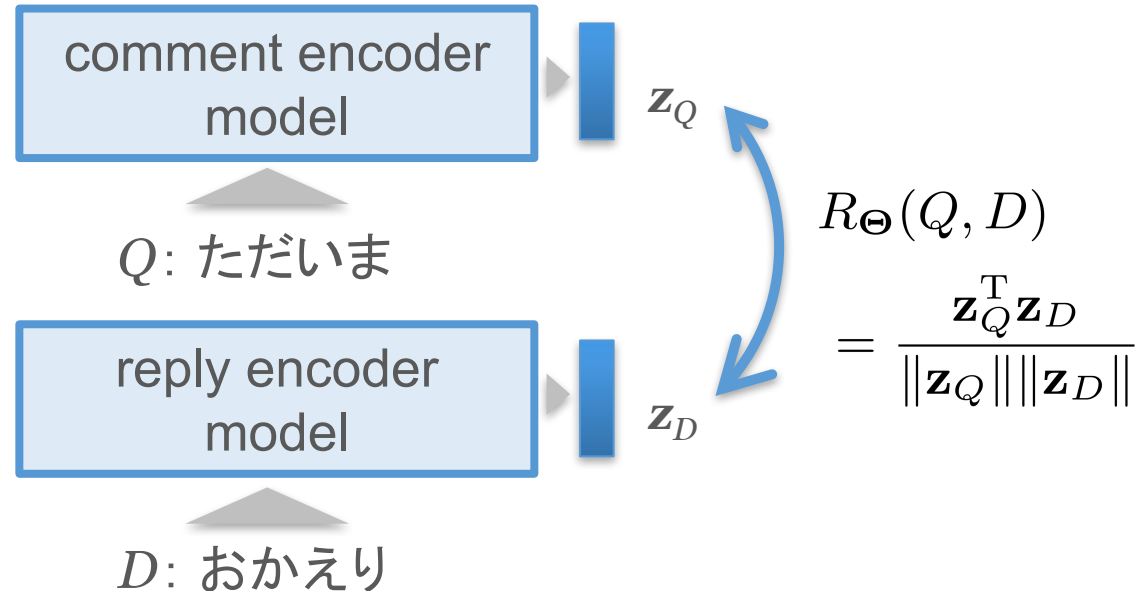 comment encoder
model
z_Q
Q: ただいま
R_Θ(Q, D)
= z_Q^T z_D / ‖z_Q‖‖z_D‖
reply encoder
model
z_D
D: おかえり